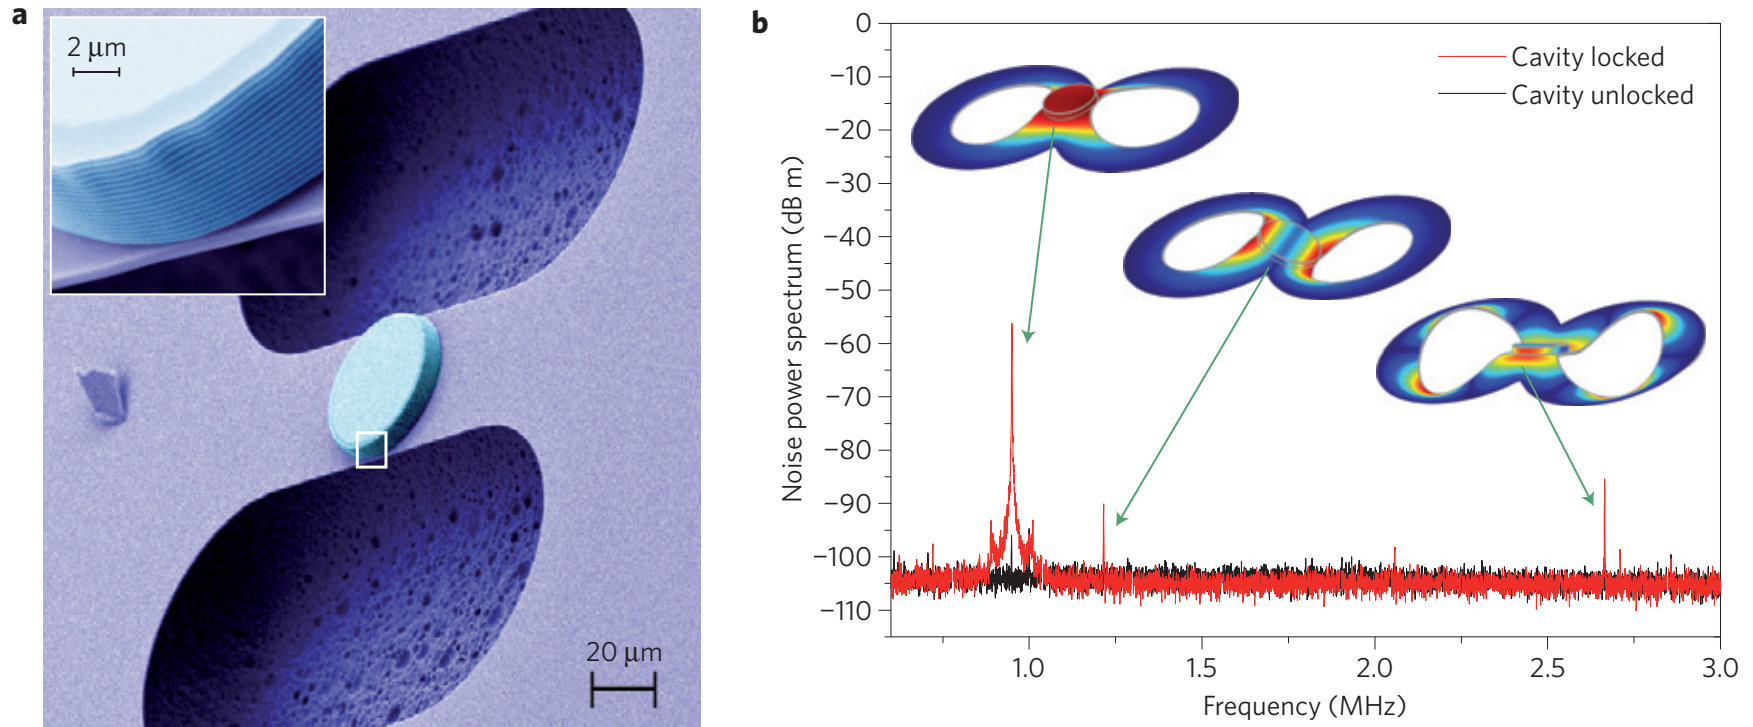 a
2 μm
20 μm
b
Noise power spectrum (dB m)
0
−10
−20
−30
−40
−50
−60
−70
−80
−90
−100
−110
Cavity locked
Cavity unlocked
1.0
1.5
2.0
2.5
3.0
Frequency (MHz)